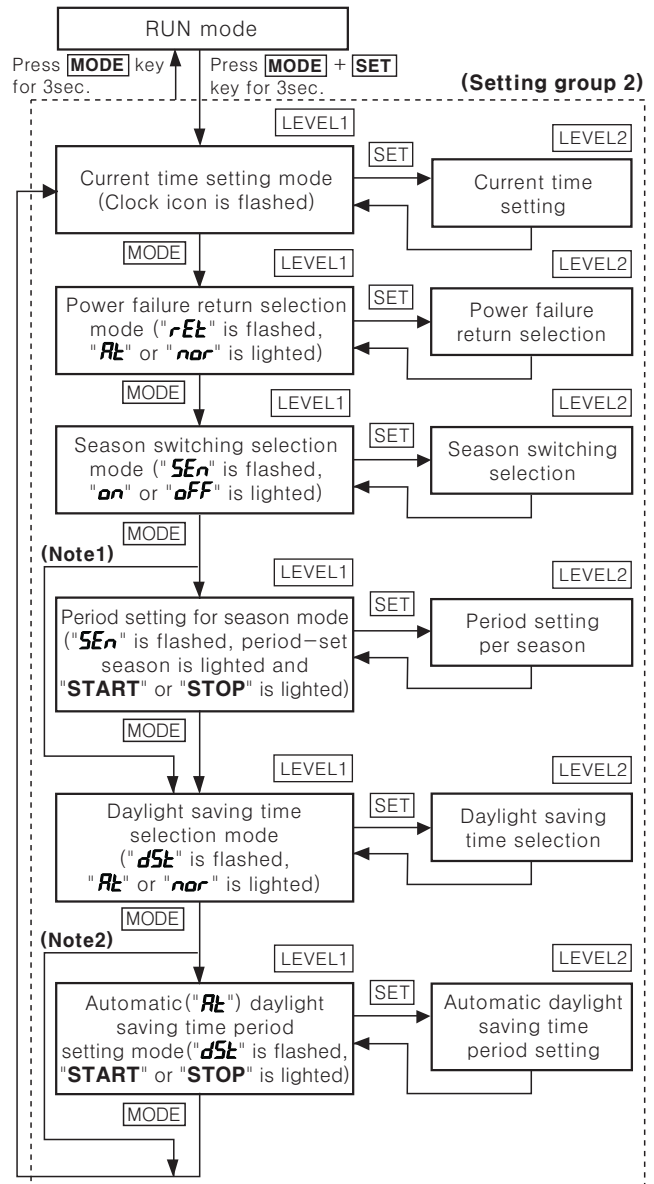 RUN mode
Press MODE key
for 3sec.
Press MODE + SET
key for 3sec.
(Setting group 2)
LEVEL1
LEVEL2
Current time setting mode
(Clock icon is flashed)
SET
Current time
setting
MODE
LEVEL1
LEVEL2
Power failure return selection
mode ("rEt" is flashed,
"At" or "nor" is lighted)
SET
Power failure
return selection
MODE
LEVEL1
LEVEL2
Season switching selection
mode ("SEn" is flashed,
"on" or "oFF" is lighted)
SET
Season switching
selection
MODE
(Note1)
LEVEL1
LEVEL2
Period setting for season mode
("SEn" is flashed, period-set
season is lighted and
"START" or "STOP" is lighted)
SET
Period setting
per season
MODE
LEVEL1
LEVEL2
Daylight saving time
selection mode
("dSt" is flashed,
"At" or "nor" is lighted)
SET
Daylight saving
time selection
MODE
(Note2)
LEVEL1
LEVEL2
Automatic("At") daylight
saving time period
setting mode("dSt" is flashed,
"START" or "STOP" is lighted)
SET
Automatic daylight
saving time
period setting
MODE